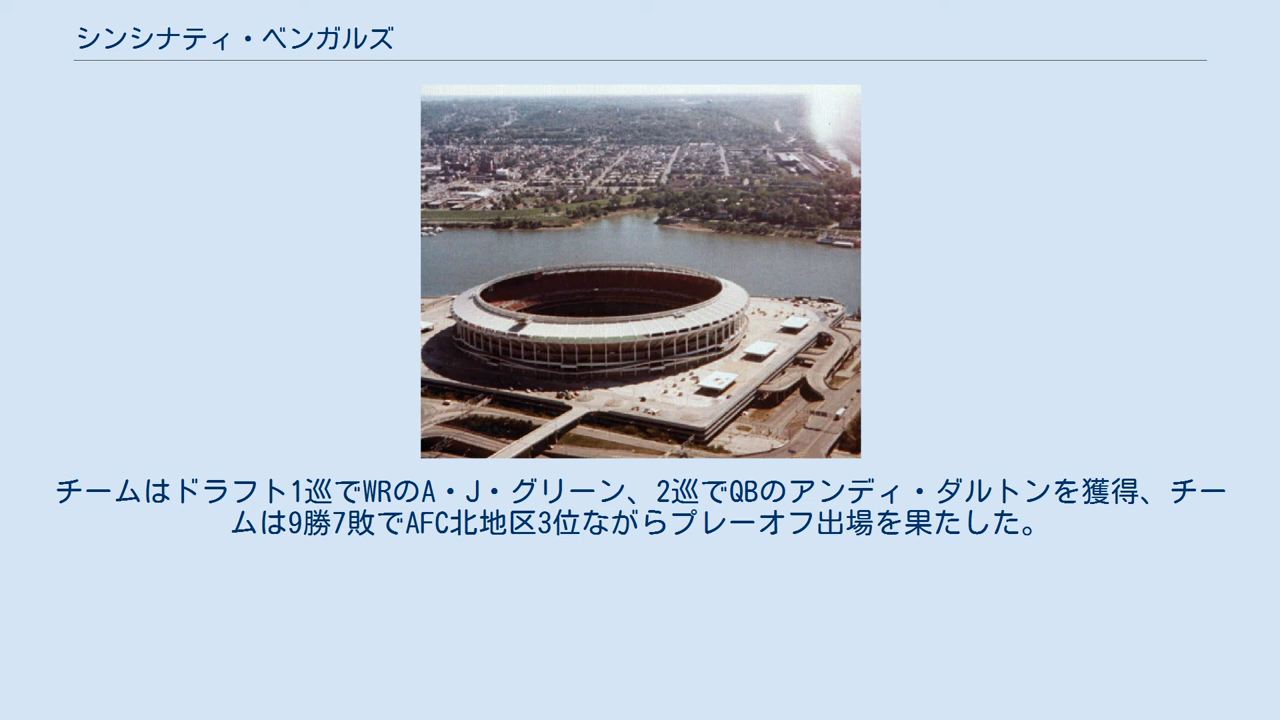 シンシナティ・ベンガルズ
チームはドラフト1巡でWRのA・J・グリーン、2巡でQBのアンディ・ダルトンを獲得、チー
ムは9勝7敗でAFC北地区3位ながらプレーオフ出場を果たした。